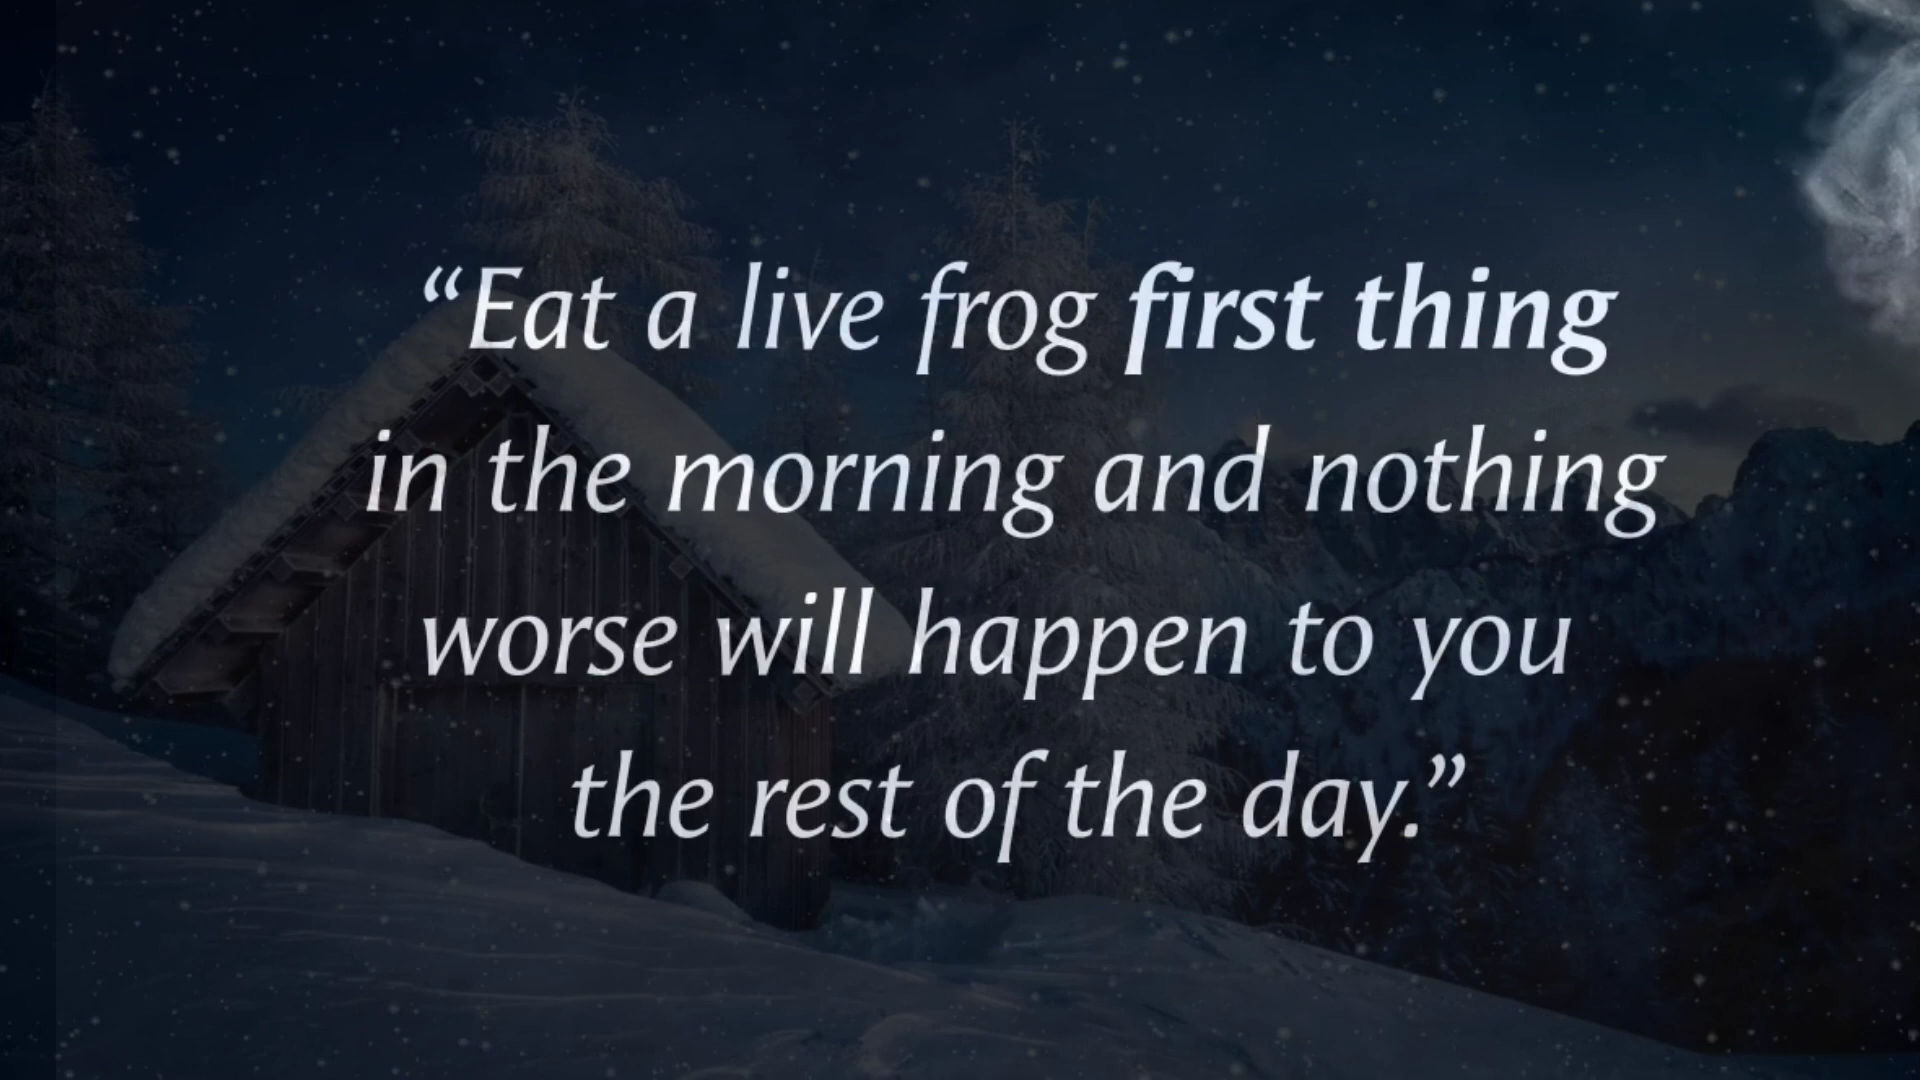 “Eat a live frog first thing
in the morning and nothing
worse will happen to you
the rest of the day.”